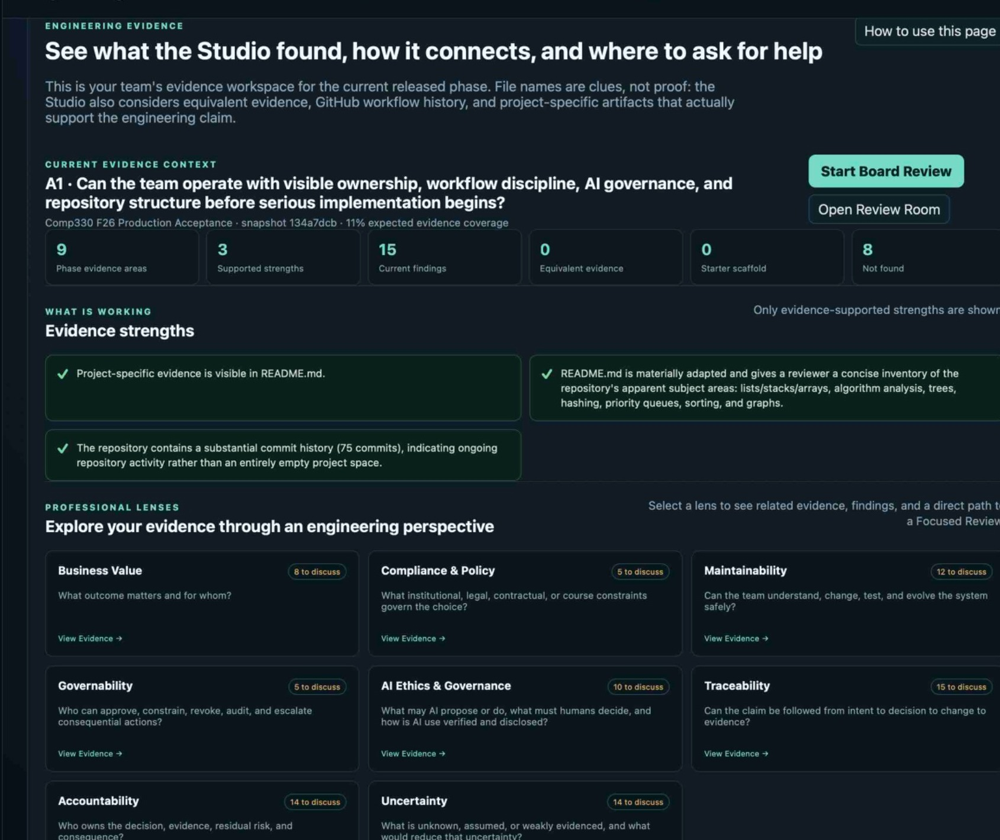 ENGINEERING EVIDENCE
How to use this page
See what the Studio found, how it connects, and where to ask for help
This is your team's evidence workspace for the current released phase. File names are clues, not proof: the
Studio also considers equivalent evidence, GitHub workflow history, and project-specific artifacts that actually
support the engineering claim.
CURRENT EVIDENCE CONTEXT
A1 · Can the team operate with visible ownership, workflow discipline, AI governance, and
repository structure before serious implementation begins?
Comp330 F26 Production Acceptance · snapshot 134a7dcb · 11% expected evidence coverage
Start Board Review
Open Review Room
9
Phase evidence areas
3
Supported strengths
15
Current findings
0
Equivalent evidence
0
Starter scaffold
8
Not found
WHAT IS WORKING
Evidence strengths
Only evidence-supported strengths are shown
✓ Project-specific evidence is visible in README.md.
✓ README.md is materially adapted and gives a reviewer a concise inventory of the
repository's apparent subject areas: lists/stacks/arrays, algorithm analysis, trees,
hashing, priority queues, sorting, and graphs.
✓ The repository contains a substantial commit history (75 commits), indicating ongoing
repository activity rather than an entirely empty project space.
PROFESSIONAL LENSES
Explore your evidence through an engineering perspective
Select a lens to see related evidence, findings, and a direct path t
a Focused Review
Business Value
8 to discuss
What outcome matters and for whom?
View Evidence →
Compliance & Policy
5 to discuss
What institutional, legal, contractual, or course constraints
govern the choice?
View Evidence →
Maintainability
12 to discuss
Can the team understand, change, test, and evolve the system
safely?
View Evidence →
Governability
5 to discuss
Who can approve, constrain, revoke, audit, and escalate
consequential actions?
View Evidence →
AI Ethics & Governance
10 to discuss
What may AI propose or do, what must humans decide, and
how is AI use verified and disclosed?
View Evidence →
Traceability
15 to discuss
Can the claim be followed from intent to decision to change to
evidence?
View Evidence →
Accountability
14 to discuss
Who owns the decision, evidence, residual risk, and
consequence?
Uncertainty
14 to discuss
What is unknown, assumed, or weakly evidenced, and what
would reduce that uncertainty?